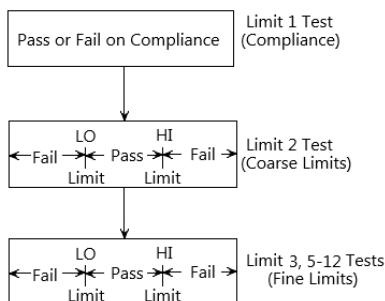 Pass or Fail on Compliance
Limit 1 Test
(Compliance)
LO HI
Fail Pass Fail
Limit Limit
Limit 2 Test
(Coarse Limits)
LO HI
Fail Pass Fail
Limit Limit
Limit 3, 5-12 Tests
(Fine Limits)